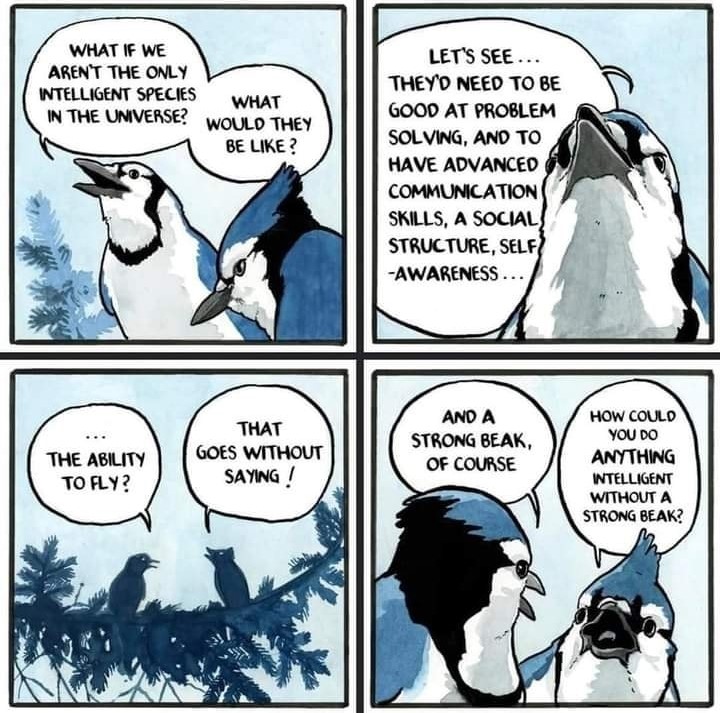 WHAT IF WE
AREN'T THE ONLY
INTELLIGENT SPECIES
IN THE UNIVERSE?
WHAT
WOULD THEY
BE LIKE?
LET'S SEE...
THEY'D NEED TO BE
GOOD AT PROBLEM
SOLVING, AND TO
HAVE ADVANCED
COMMUNICATION
SKILLS, A SOCIAL
STRUCTURE, SELF
-AWARENESS...
...
THE ABILITY
TO FLY?
THAT
GOES WITHOUT
SAYING!
AND A
STRONG BEAK,
OF COURSE
HOW COULD
YOU DO
ANYTHING
INTELLIGENT
WITHOUT A
STRONG BEAK?